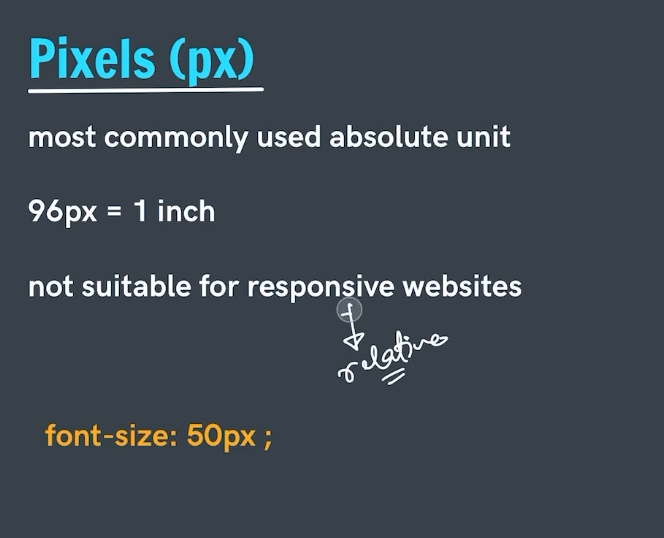 Pixels (px)
most commonly used absolute unit
96px = 1 inch
not suitable for responsive websites
relative
font-size: 50px ;